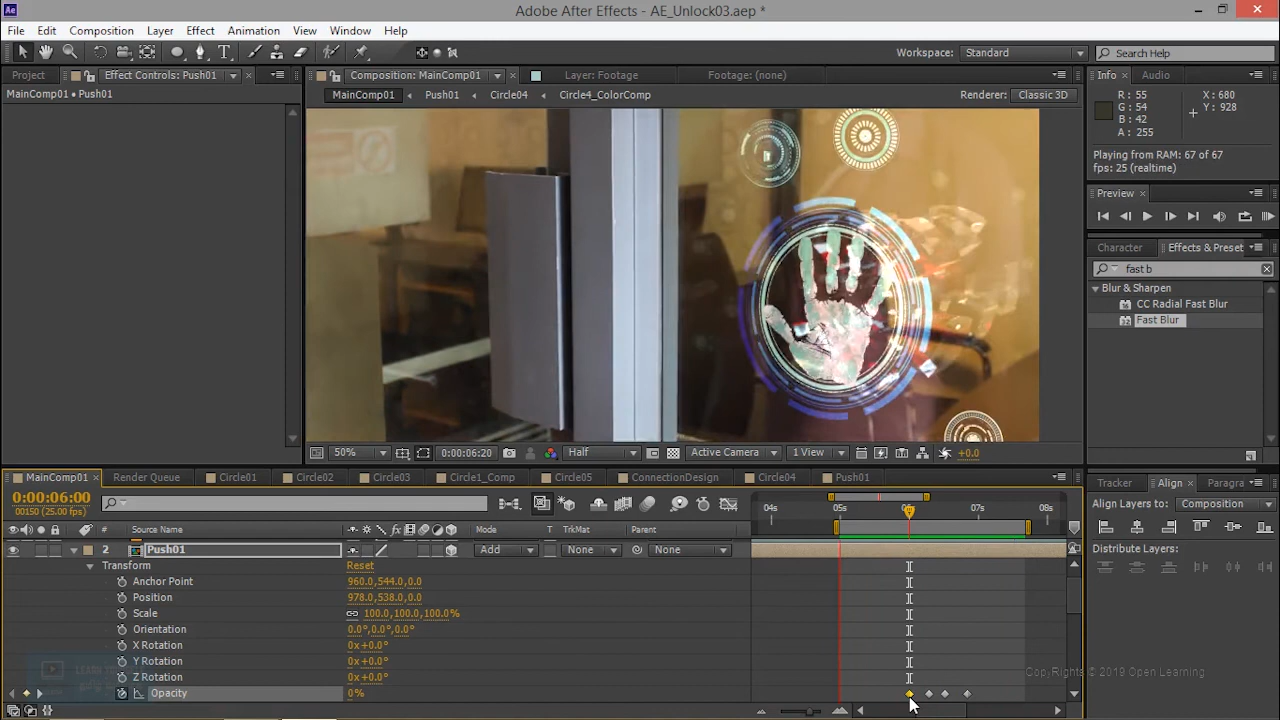 Adobe After Effects - AE_Unlock03.aep *
File Edit Composition Layer Effect Animation View Window Help
Workspace: Standard Search Help
Project Effect Controls: Push01 Composition: MainComp01 Layer: Footage Footage: (none) Info Audio
MainComp01 • Push01 MainComp01 Push01 Circle04 Circle4_ColorComp Renderer: Classic 3D
R : 55 X : 680
G : 54 Y : 928
B : 42
A : 255
Playing from RAM: 67 of 67
fps: 25 (realtime)
Preview
Character Effects & Preset
fast b
Blur & Sharpen
CC Radial Fast Blur
Fast Blur
50% 0:00:06:20 Half Active Camera 1 View +0.0
MainComp01 Render Queue Circle01 Circle02 Circle03 Circle1_Comp Circle05 ConnectionDesign Circle04 Push01 Tracker Align Paragra
0:00:06:00
00150 (25.00 fps)
04s 05s 06s 07s 08s
Align Layers to: Composition
# Source Name Mode T TrkMat Parent
2 Push01 Add None None
Distribute Layers:
Transform Reset
Anchor Point 960.0,544.0,0.0
Position 978.0,538.0,0.0
Scale 100.0,100.0,100.0%
Orientation 0.0°,0.0°,0.0°
X Rotation 0x+0.0°
Y Rotation 0x+0.0°
Z Rotation 0x+0.0°
Opacity 0%
CopyRights © 2019 Open Learning